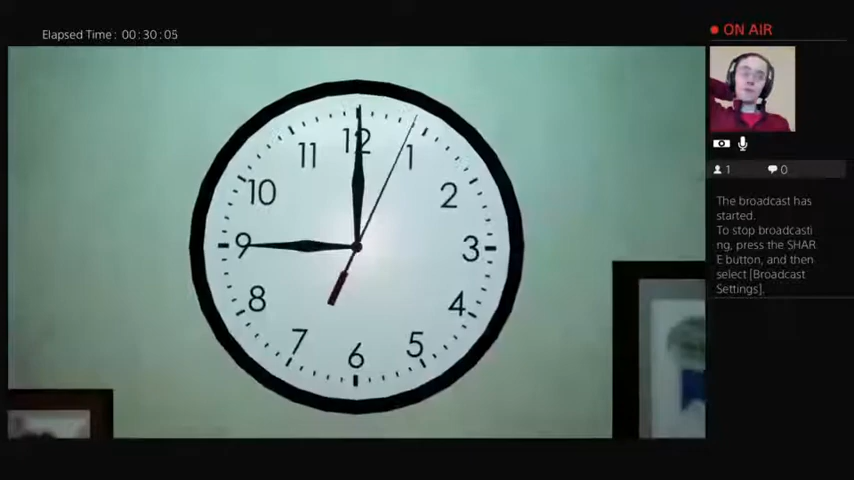 Elapsed Time: 00:30:05
ON AIR
12
11
1
10
2
9
3
8
4
7
5
6
1
0
The broadcast has
started.
To stop broadcasti
ng, press the SHAR
E button, and then
select [Broadcast
Settings].